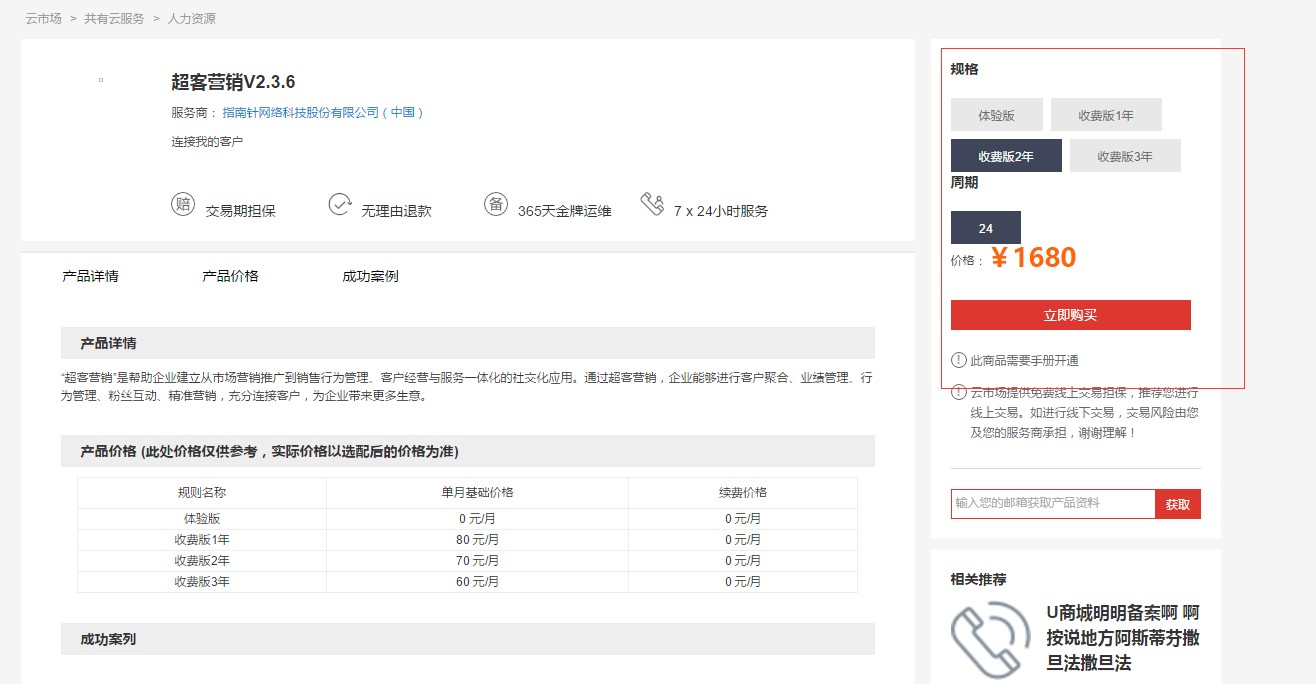 云市场 > 共有云服务 > 人力资源
超客营销V2.3.6
服务商： 指南针网络科技股份有限公司（中国）
连接我的客户
赔 交易期担保 无理由退款 备 365天金牌运维 7 x 24小时服务
产品详情 产品价格 成功案例
产品详情
“超客营销”是帮助企业建立从市场营销推广到销售行为管理、客户经营与服务一体化的社交化应用。通过超客营销，企业能够进行客户聚合、业绩管理、行
为管理、粉丝互动、精准营销，充分连接客户，为企业带来更多生意。
产品价格 (此处价格仅供参考，实际价格以选配后的价格为准)
规则名称 单月基础价格 续费价格
体验版 0 元/月 0 元/月
收费版1年 80 元/月 0 元/月
收费版2年 70 元/月 0 元/月
收费版3年 60 元/月 0 元/月
成功案列
规格
体验版 收费版1年
收费版2年 收费版3年
周期
24
价格： ￥1680
立即购买
此商品需要手册开通
云市场提供免费线上交易担保，推荐您进行
线上交易。如进行线下交易，交易风险由您
及您的服务商承担，谢谢理解！
输入您的邮箱获取产品资料 获取
相关推荐
U商城明明备案啊 啊
按说地方阿斯蒂芬撒
旦法撒旦法